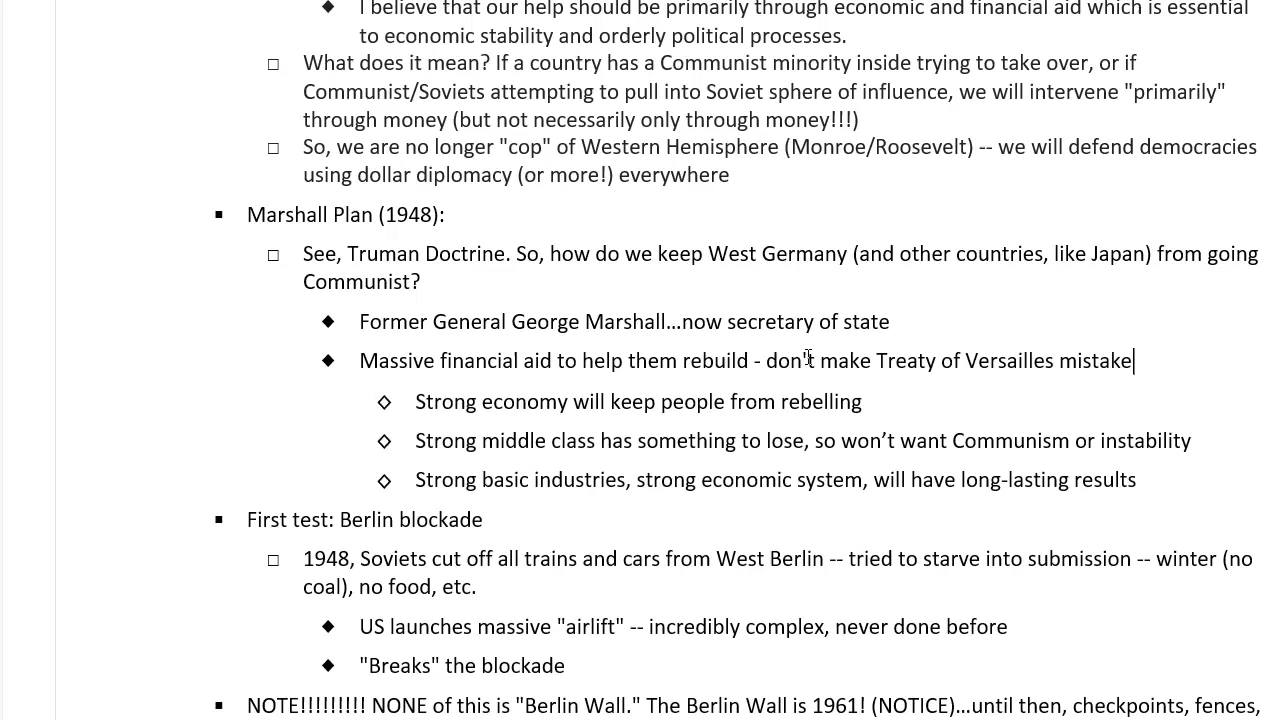 I believe that our help should be primarily through economic and financial aid which is essential
to economic stability and orderly political processes.
What does it mean? If a country has a Communist minority inside trying to take over, or if
Communist/Soviets attempting to pull into Soviet sphere of influence, we will intervene "primarily"
through money (but not necessarily only through money!!!)
So, we are no longer "cop" of Western Hemisphere (Monroe/Roosevelt) -- we will defend democracies
using dollar diplomacy (or more!) everywhere
Marshall Plan (1948):
See, Truman Doctrine. So, how do we keep West Germany (and other countries, like Japan) from going
Communist?
Former General George Marshall…now secretary of state
Massive financial aid to help them rebuild - don't make Treaty of Versailles mistake
Strong economy will keep people from rebelling
Strong middle class has something to lose, so won’t want Communism or instability
Strong basic industries, strong economic system, will have long-lasting results
First test: Berlin blockade
1948, Soviets cut off all trains and cars from West Berlin -- tried to starve into submission -- winter (no
coal), no food, etc.
US launches massive "airlift" -- incredibly complex, never done before
"Breaks" the blockade
NOTE!!!!!!!!! NONE of this is "Berlin Wall." The Berlin Wall is 1961! (NOTICE)…until then, checkpoints, fences,